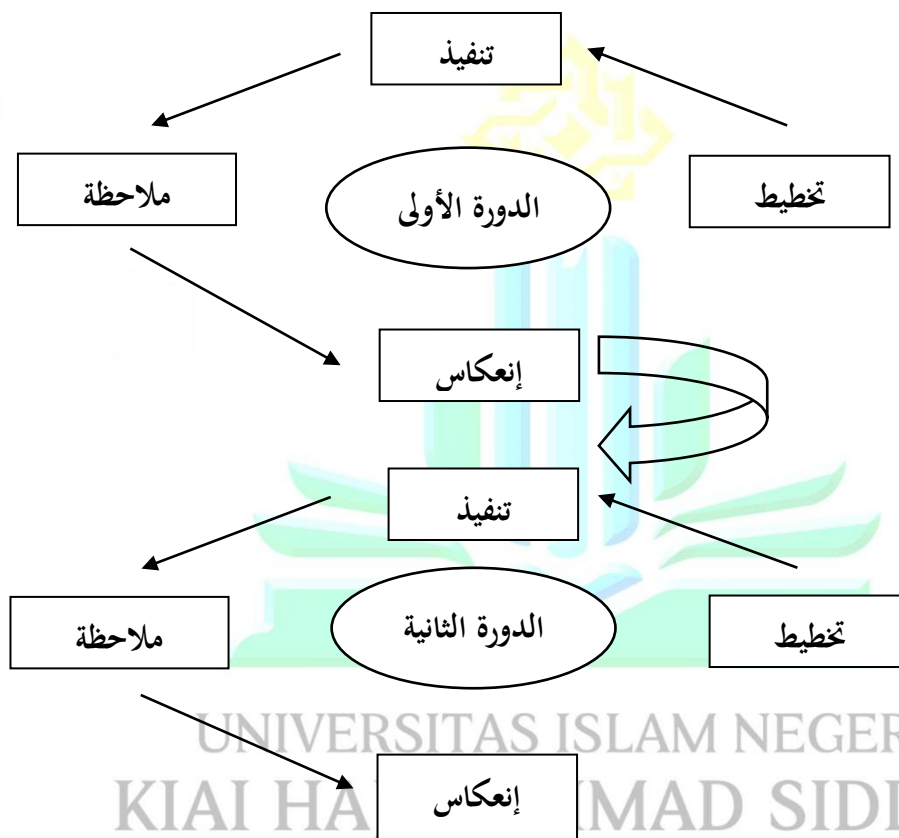 تنفيذ
تخطيط
الدورة الأولى
ملاحظة
إنعكاس
تنفيذ
تخطيط
الدورة الثانية
ملاحظة
UNIVERSITAS ISLAM NEGER
إنعكاس
KIAI HA MAD SIDI